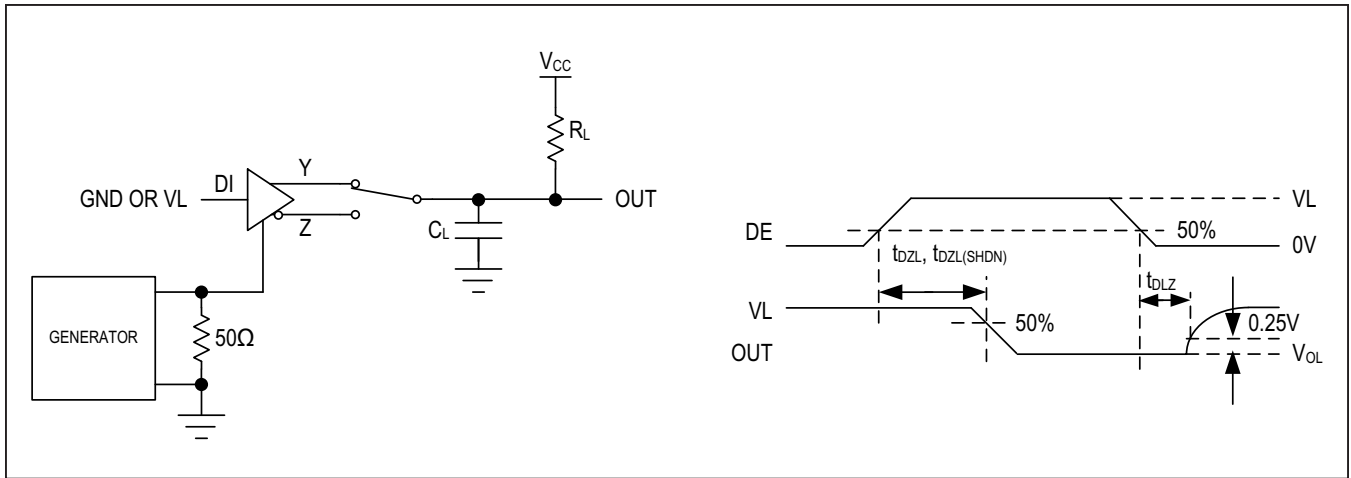 VCC
RL
GND OR VL
DI
Y
Z
OUT
CL
GENERATOR
50Ω
DE
VL
50%
0V
tDZL, tDZL(SHDN)
tDLZ
VL
50%
0.25V
OUT
VOL